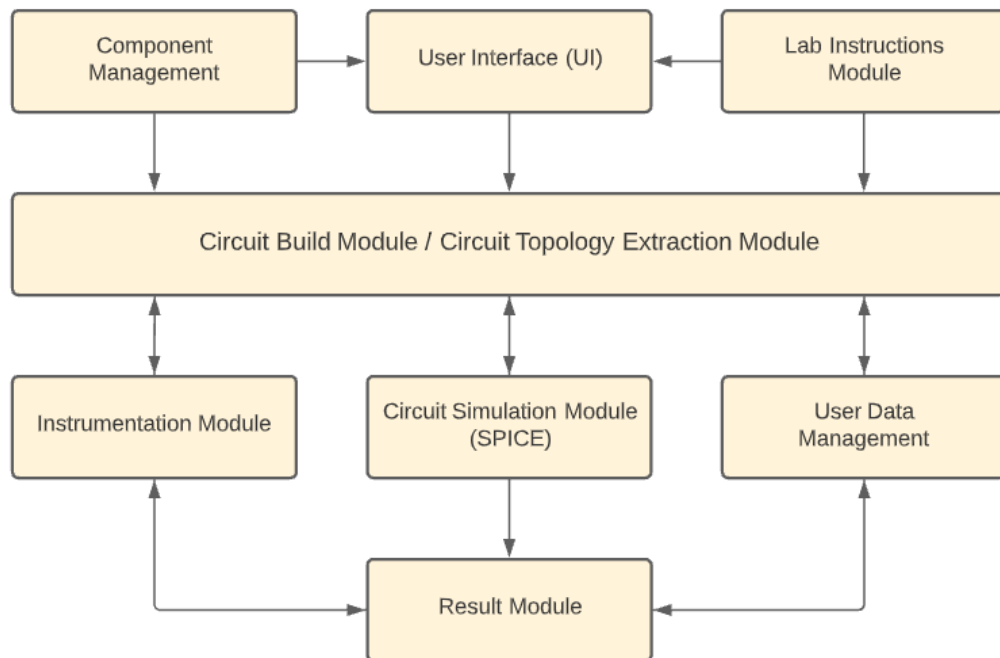 Component
Management
User Interface (UI)
Lab Instructions
Module
Circuit Build Module / Circuit Topology Extraction Module
Instrumentation Module
Circuit Simulation Module
(SPICE)
User Data
Management
Result Module